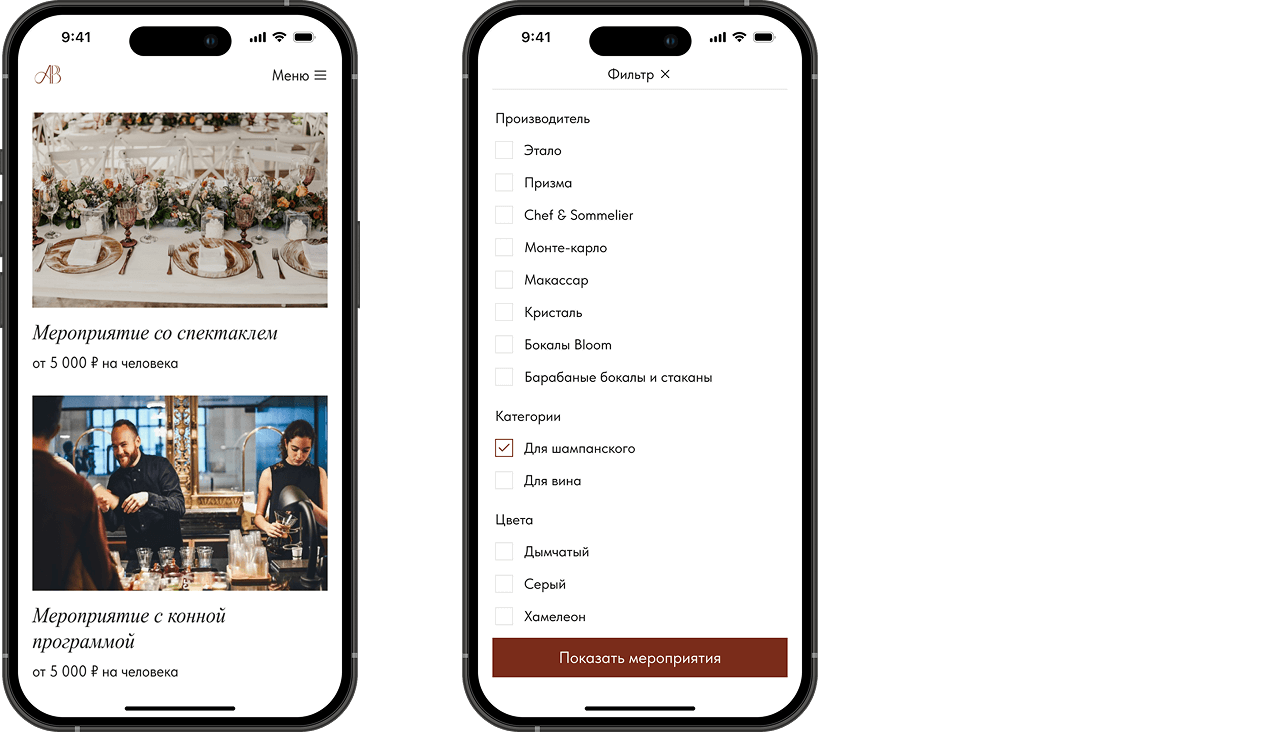 9:41
AB
Меню
Мероприятие со спектаклем
от 5 000 ₽ на человека
Мероприятие с конной
программой
от 5 000 ₽ на человека
9:41
Фильтр ×
Производитель
Этало
Призма
Chef & Sommelier
Монте-карло
Макассар
Кристаль
Бокалы Bloom
Барабаные бокалы и стаканы
Категории
Для шампанского
Для вина
Цвета
Дымчатый
Серый
Хамелеон
Показать мероприятия